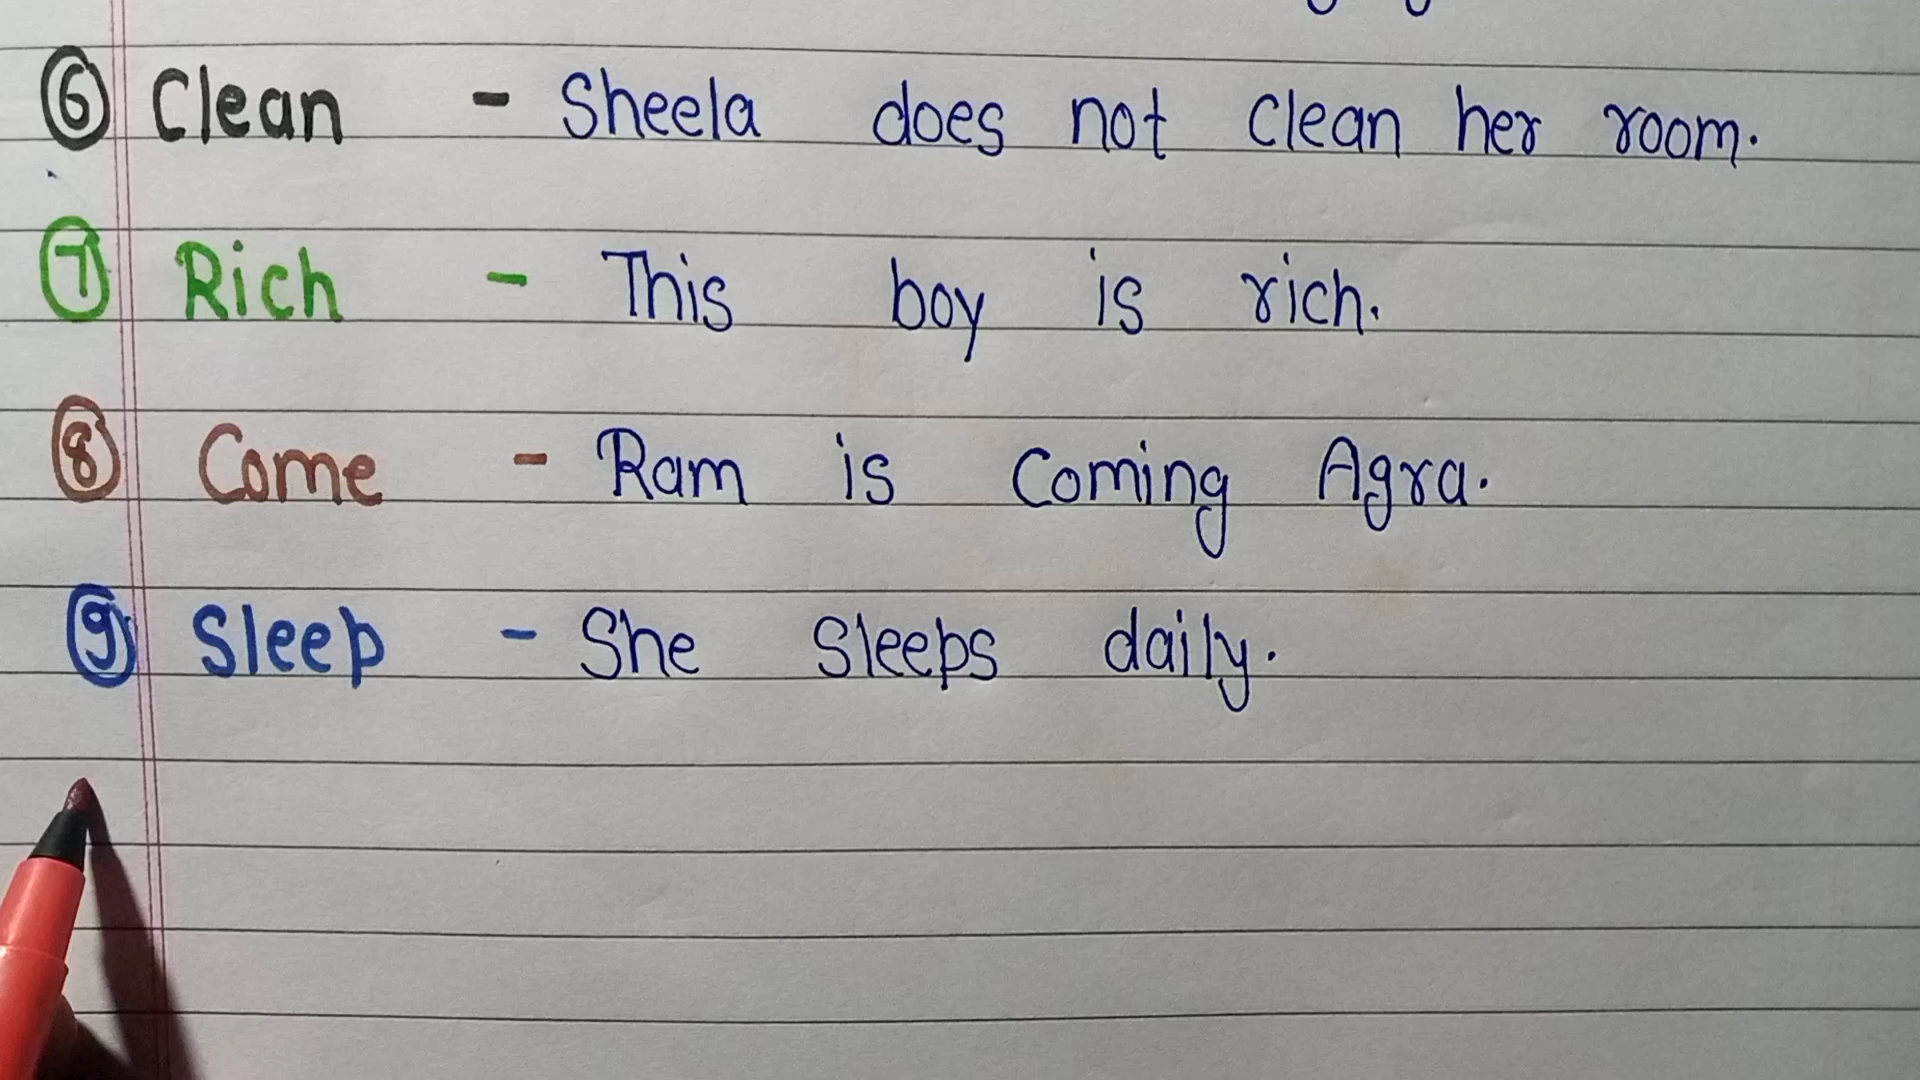 6 Clean - Sheela does not clean her room.
7 Rich - This boy is rich.
8 Come - Ram is coming Agra.
9 Sleep - She sleeps daily.